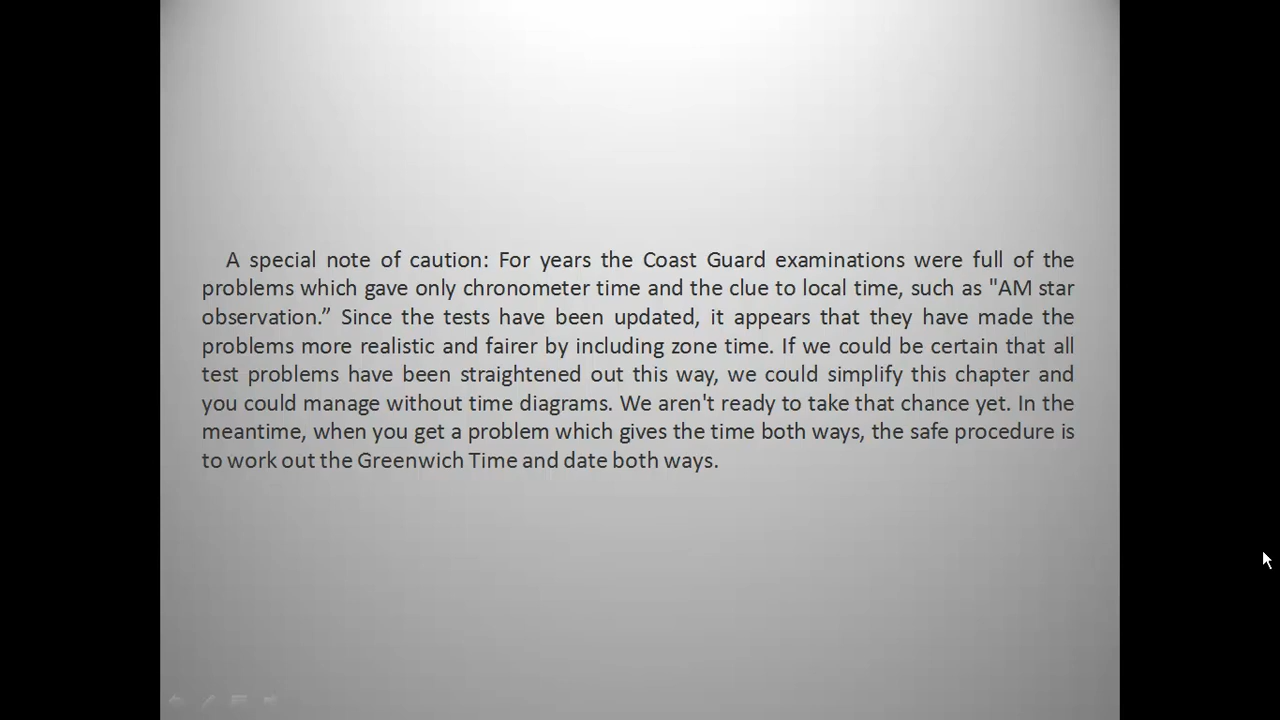 A special note of caution: For years the Coast Guard examinations were full of the
problems which gave only chronometer time and the clue to local time, such as "AM star
observation.” Since the tests have been updated, it appears that they have made the
problems more realistic and fairer by including zone time. If we could be certain that all
test problems have been straightened out this way, we could simplify this chapter and
you could manage without time diagrams. We aren't ready to take that chance yet. In the
meantime, when you get a problem which gives the time both ways, the safe procedure is
to work out the Greenwich Time and date both ways.